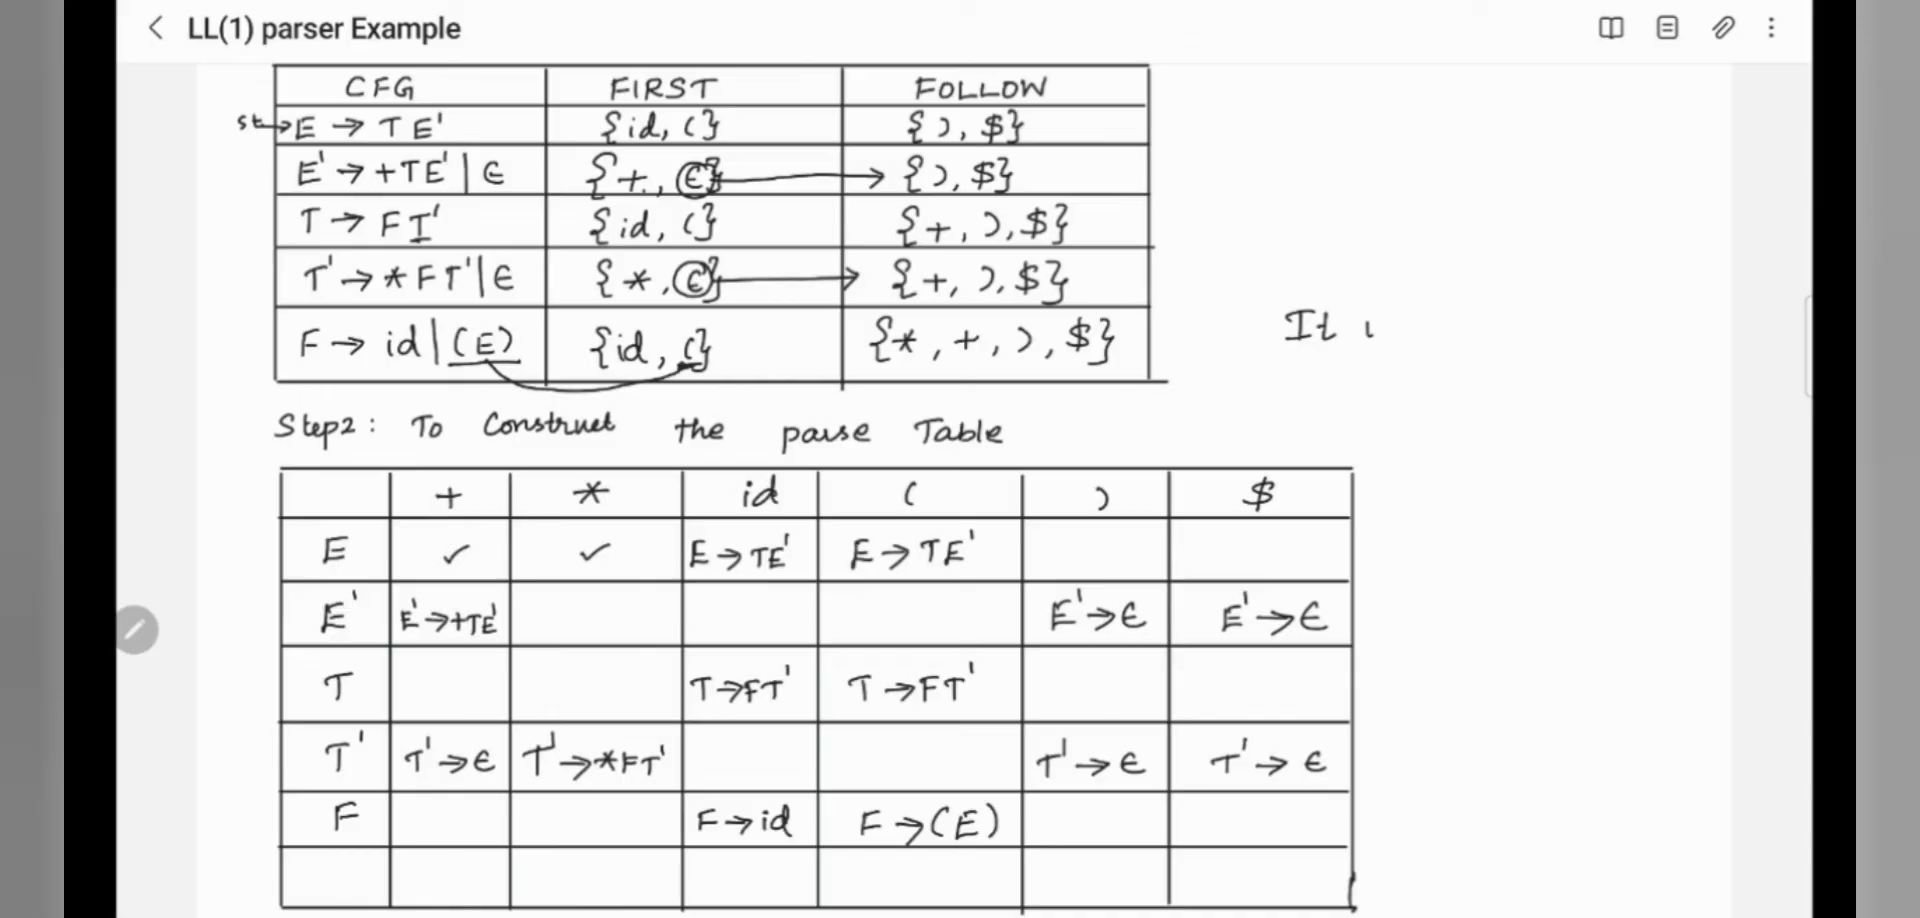 LL(1) parser Example
CFG FIRST FOLLOW
st→ E → TE' {id, (} {), $}
E' → +TE' | ∈ {+, ∈} {), $}
T → FT' {id, (} {+, ), $}
T' → *FT' | ∈ {*, ∈} {+, ), $}
F → id | (E) {id, (} {*, +, ), $}
It
Step2: To Construct the parse Table
+ * id ( ) $
E ✓ ✓ E → TE' E → TE'
E' E' → +TE' E' → ∈ E' → ∈
T T → FT' T → FT'
T' T' → ∈ T' → *FT' T' → ∈ T' → ∈
F F → id F → (E)